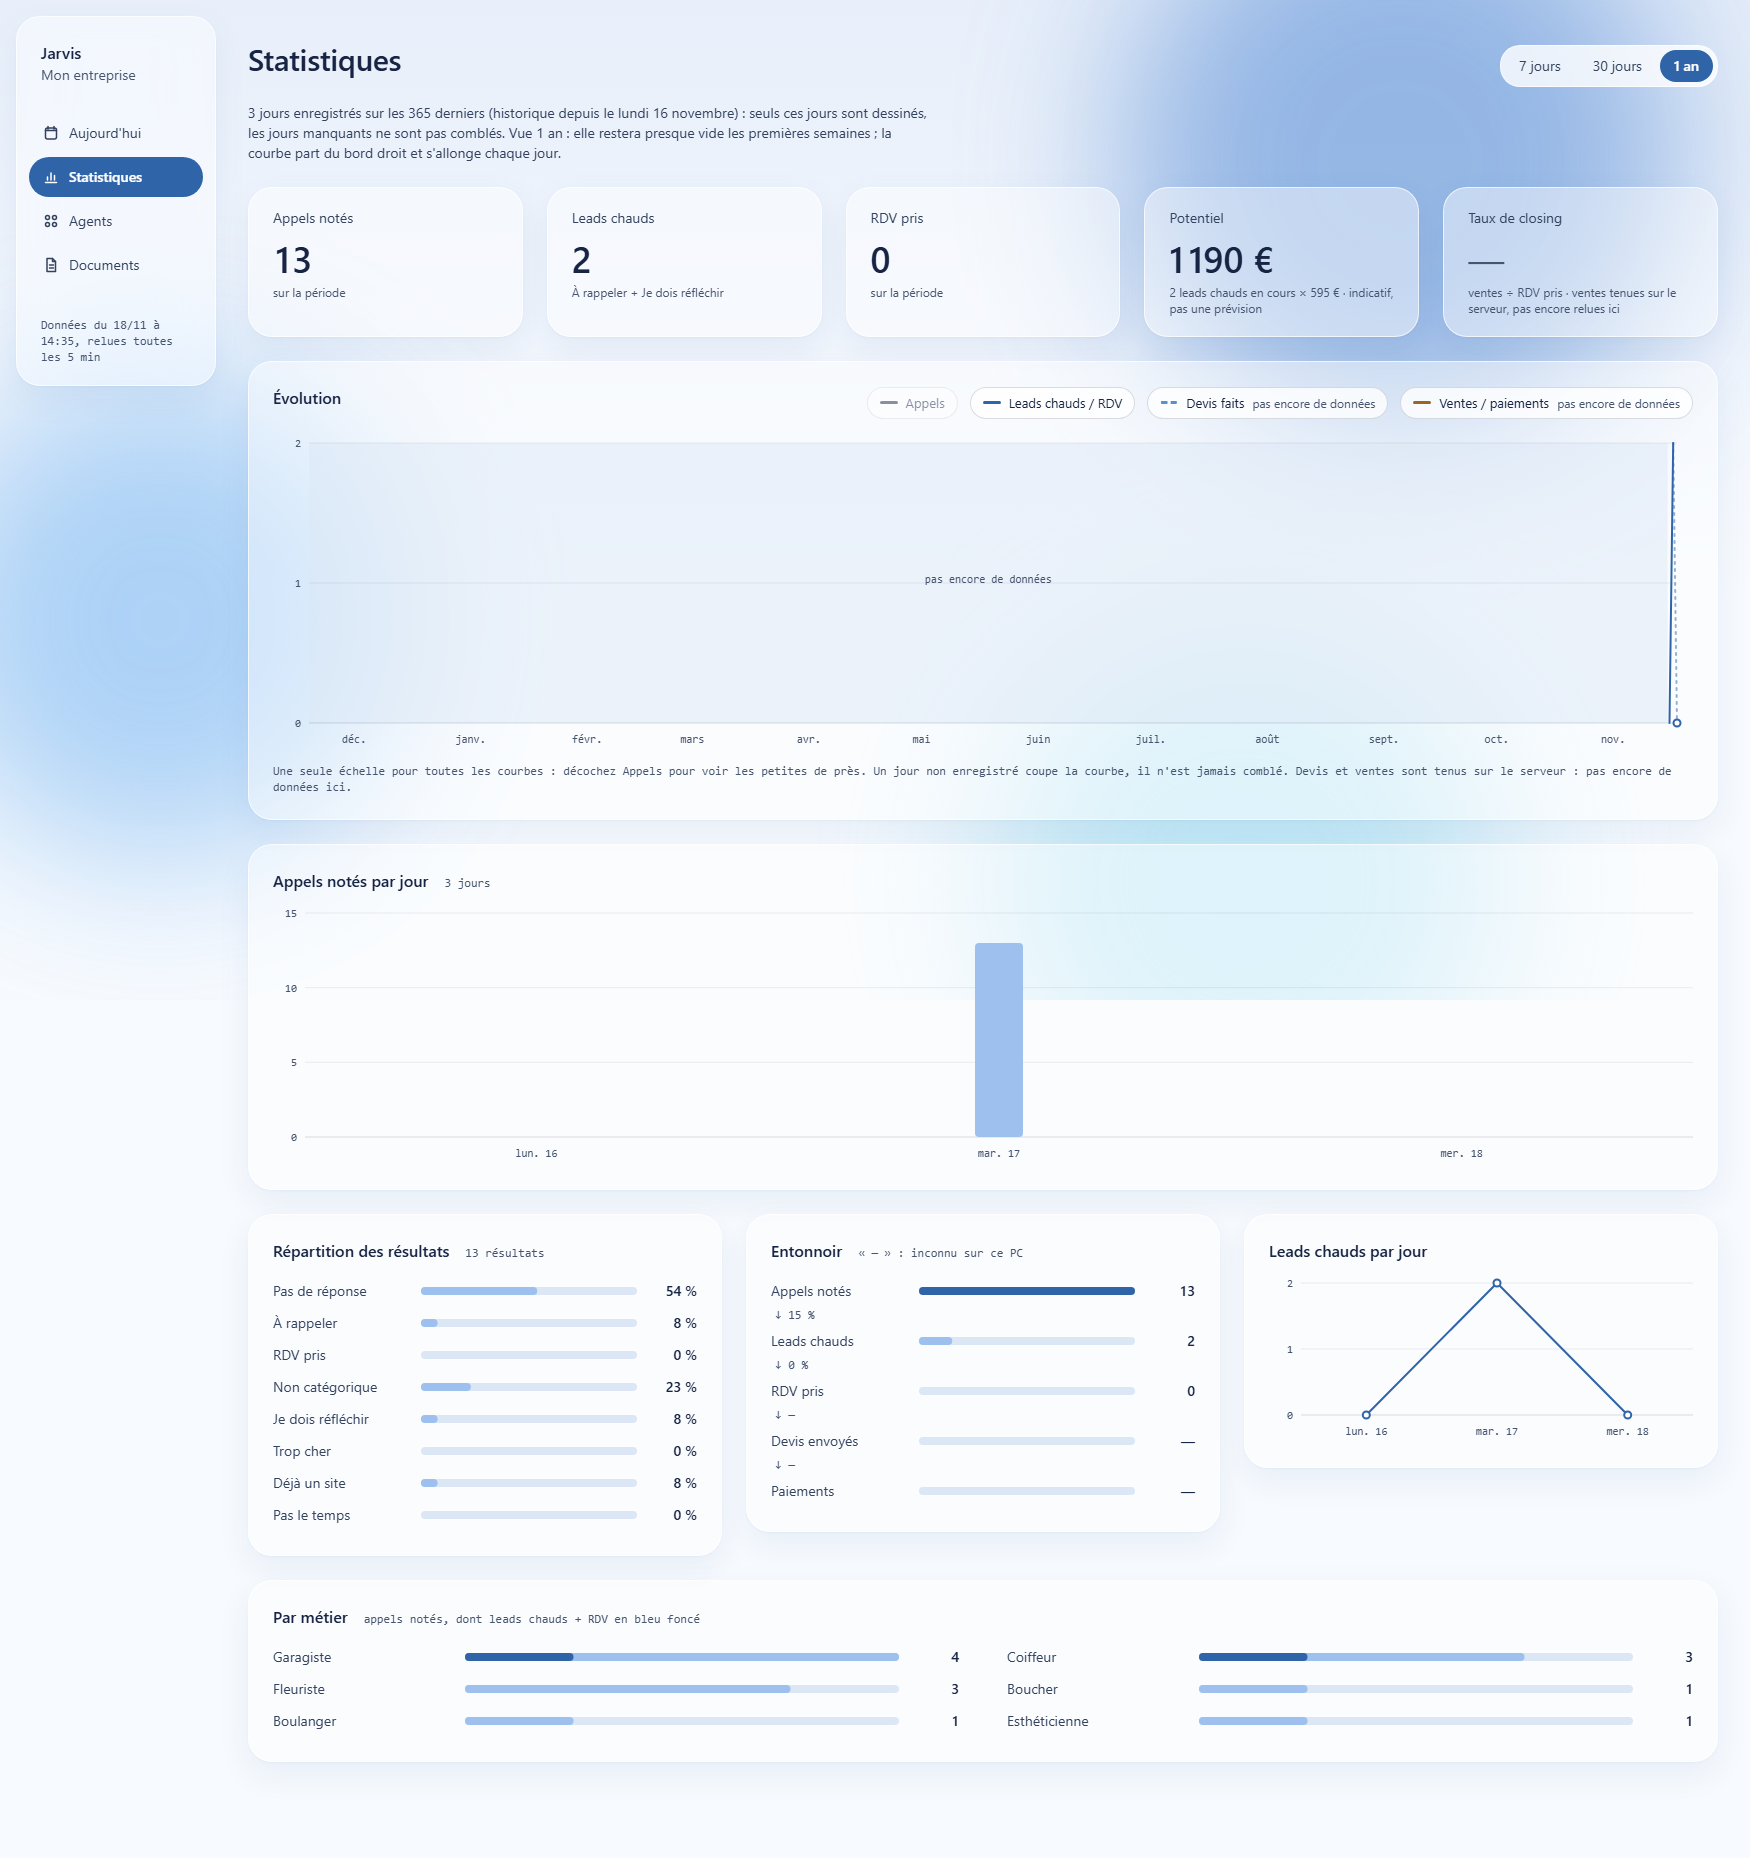 Jarvis
Mon entreprise
Aujourd'hui
Statistiques
Agents
Documents
Données du 18/11 à
14:35, relues toutes
les 5 min
Statistiques
7 jours
30 jours
1 an
3 jours enregistrés sur les 365 derniers (historique depuis le lundi 16 novembre) : seuls ces jours sont dessinés,
les jours manquants ne sont pas comblés. Vue 1 an : elle restera presque vide les premières semaines ; la
courbe part du bord droit et s'allonge chaque jour.
Appels notés
13
sur la période
Leads chauds
2
À rappeler + Je dois réfléchir
RDV pris
0
sur la période
Potentiel
1 190 €
2 leads chauds en cours × 595 € · indicatif,
pas une prévision
Taux de closing
—
ventes ÷ RDV pris · ventes tenues sur le
serveur, pas encore relues ici
Évolution
Appels
Leads chauds / RDV
Devis faits pas encore de données
Ventes / paiements pas encore de données
2
1
0
pas encore de données
déc. janv. févr. mars avr. mai juin juil. août sept. oct. nov.
Une seule échelle pour toutes les courbes : décochez Appels pour voir les petites de près. Un jour non enregistré coupe la courbe, il n'est jamais comblé. Devis et ventes sont tenus sur le serveur : pas encore de
données ici.
Appels notés par jour 3 jours
15
10
5
0
lun. 16 mar. 17 mer. 18
Répartition des résultats 13 résultats
Pas de réponse 54 %
À rappeler 8 %
RDV pris 0 %
Non catégorique 23 %
Je dois réfléchir 8 %
Trop cher 0 %
Déjà un site 8 %
Pas le temps 0 %
Entonnoir « — » : inconnu sur ce PC
Appels notés 13
↓ 15 %
Leads chauds 2
↓ 0 %
RDV pris 0
↓ —
Devis envoyés —
↓ —
Paiements —
Leads chauds par jour
2
1
0
lun. 16 mar. 17 mer. 18
Par métier appels notés, dont leads chauds + RDV en bleu foncé
Garagiste 4
Coiffeur 3
Fleuriste 3
Boucher 1
Boulanger 1
Esthéticienne 1